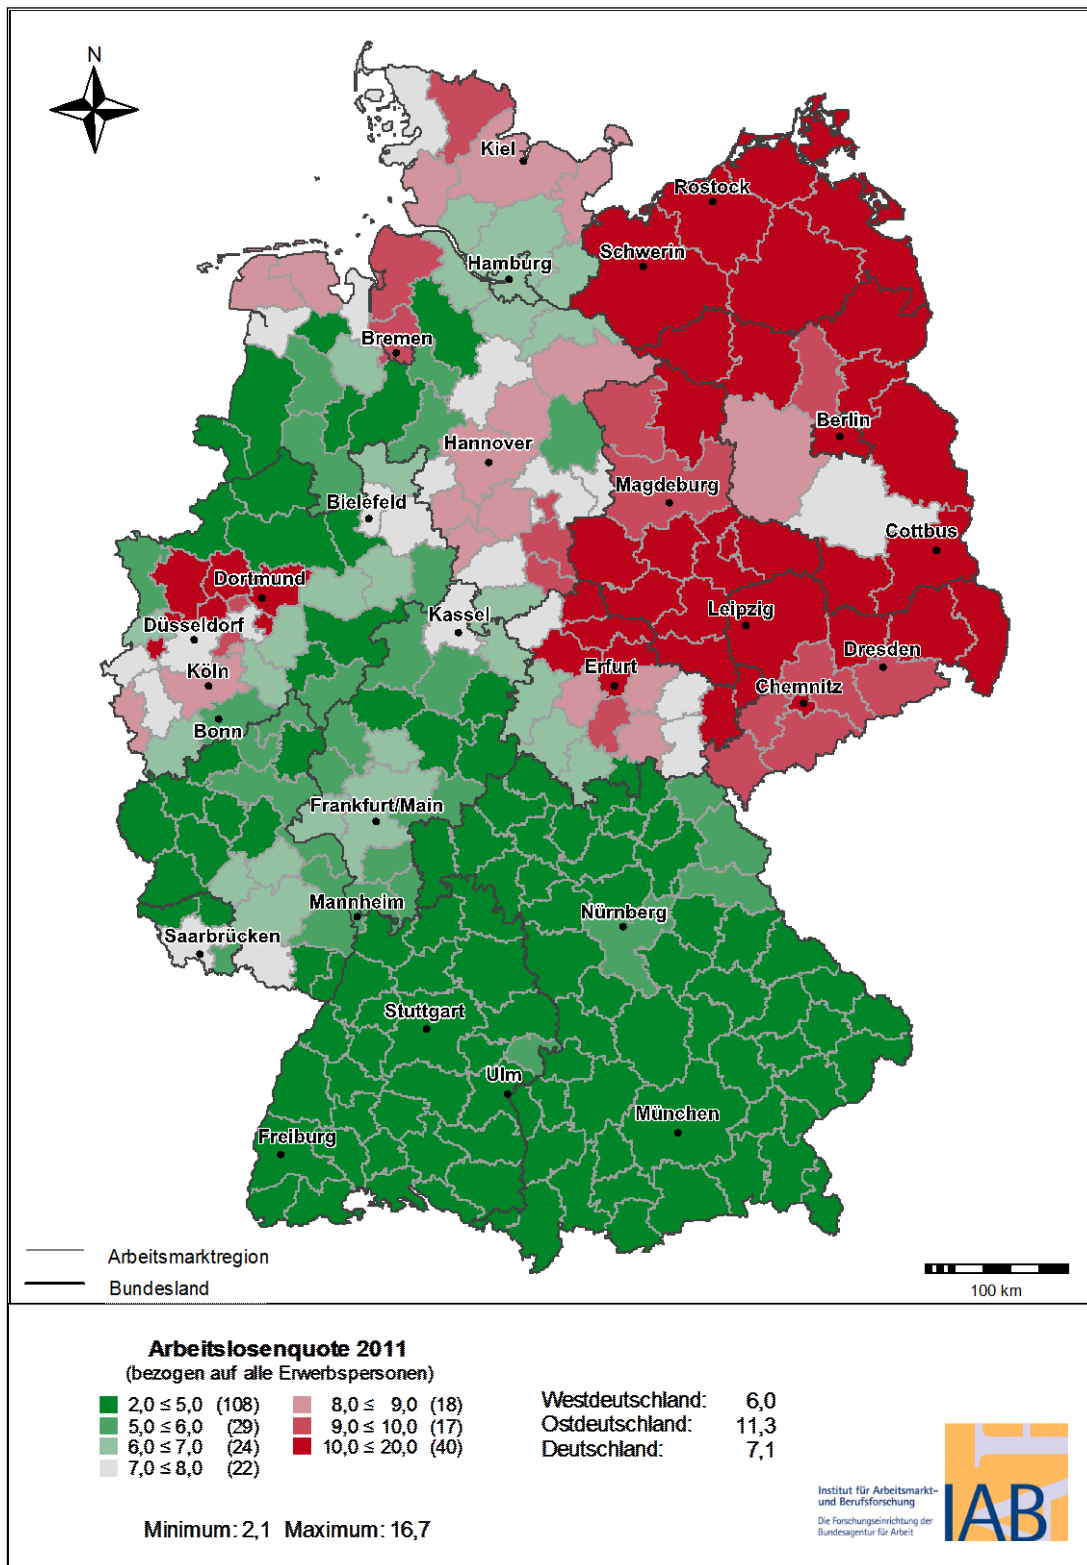 N
Kiel
Rostock
Schwerin
Hamburg
Bremen
Berlin
Hannover
Magdeburg
Bielefeld
Cottbus
Dortmund
Leipzig
Kassel
Düsseldorf
Dresden
Erfurt
Köln
Chemnitz
Bonn
Frankfurt/Main
Mannheim
Nürnberg
Saarbrücken
Stuttgart
Ulm
München
Freiburg
Arbeitsmarktregion
Bundesland
100 km
Arbeitslosenquote 2011
(bezogen auf alle Erwerbspersonen)
2,0 ≤ 5,0 (108)
5,0 ≤ 6,0 (29)
6,0 ≤ 7,0 (24)
7,0 ≤ 8,0 (22)
8,0 ≤ 9,0 (18)
9,0 ≤ 10,0 (17)
10,0 ≤ 20,0 (40)
Minimum: 2,1 Maximum: 16,7
Westdeutschland: 6,0
Ostdeutschland: 11,3
Deutschland: 7,1
Institut für Arbeitsmarkt-
und Berufsforschung
Die Forschungseinrichtung der
Bundesagentur für Arbeit
IAB